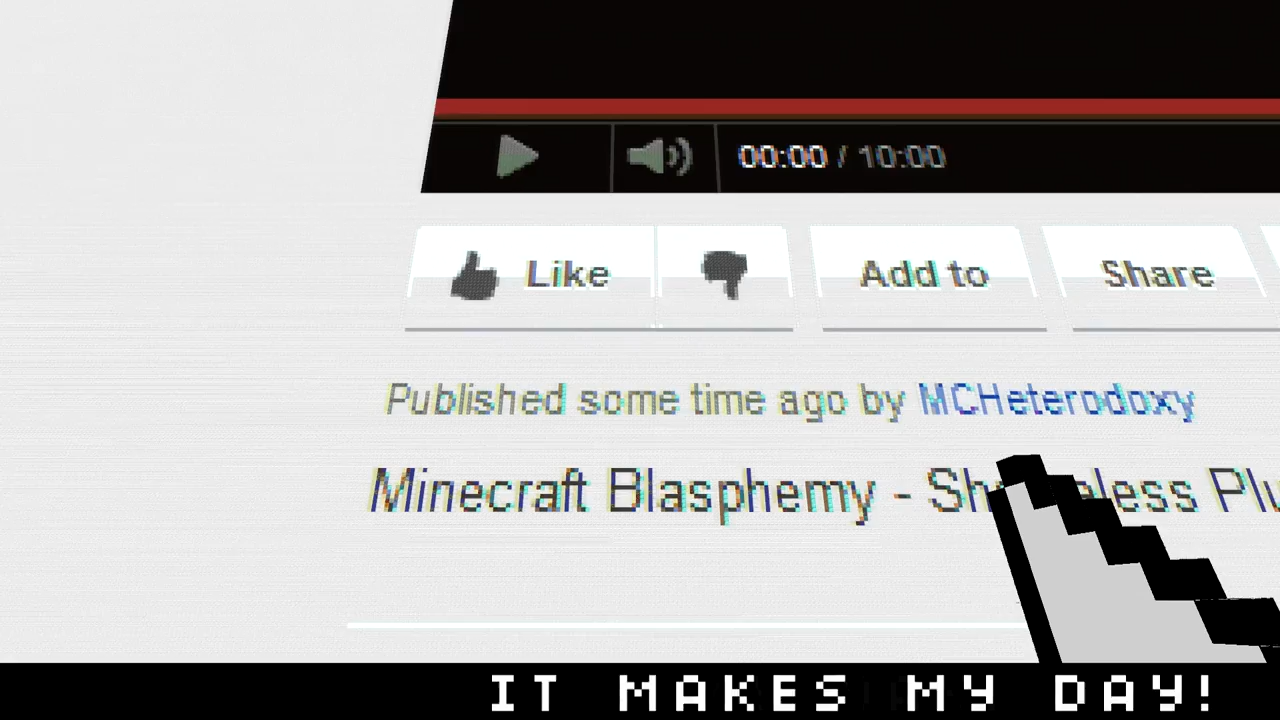 00:00 / 10:00
Like
Add to
Share
Published some time ago by MCHeterodoxy
Minecraft Blasphemy -
IT MAKES MY DAY!